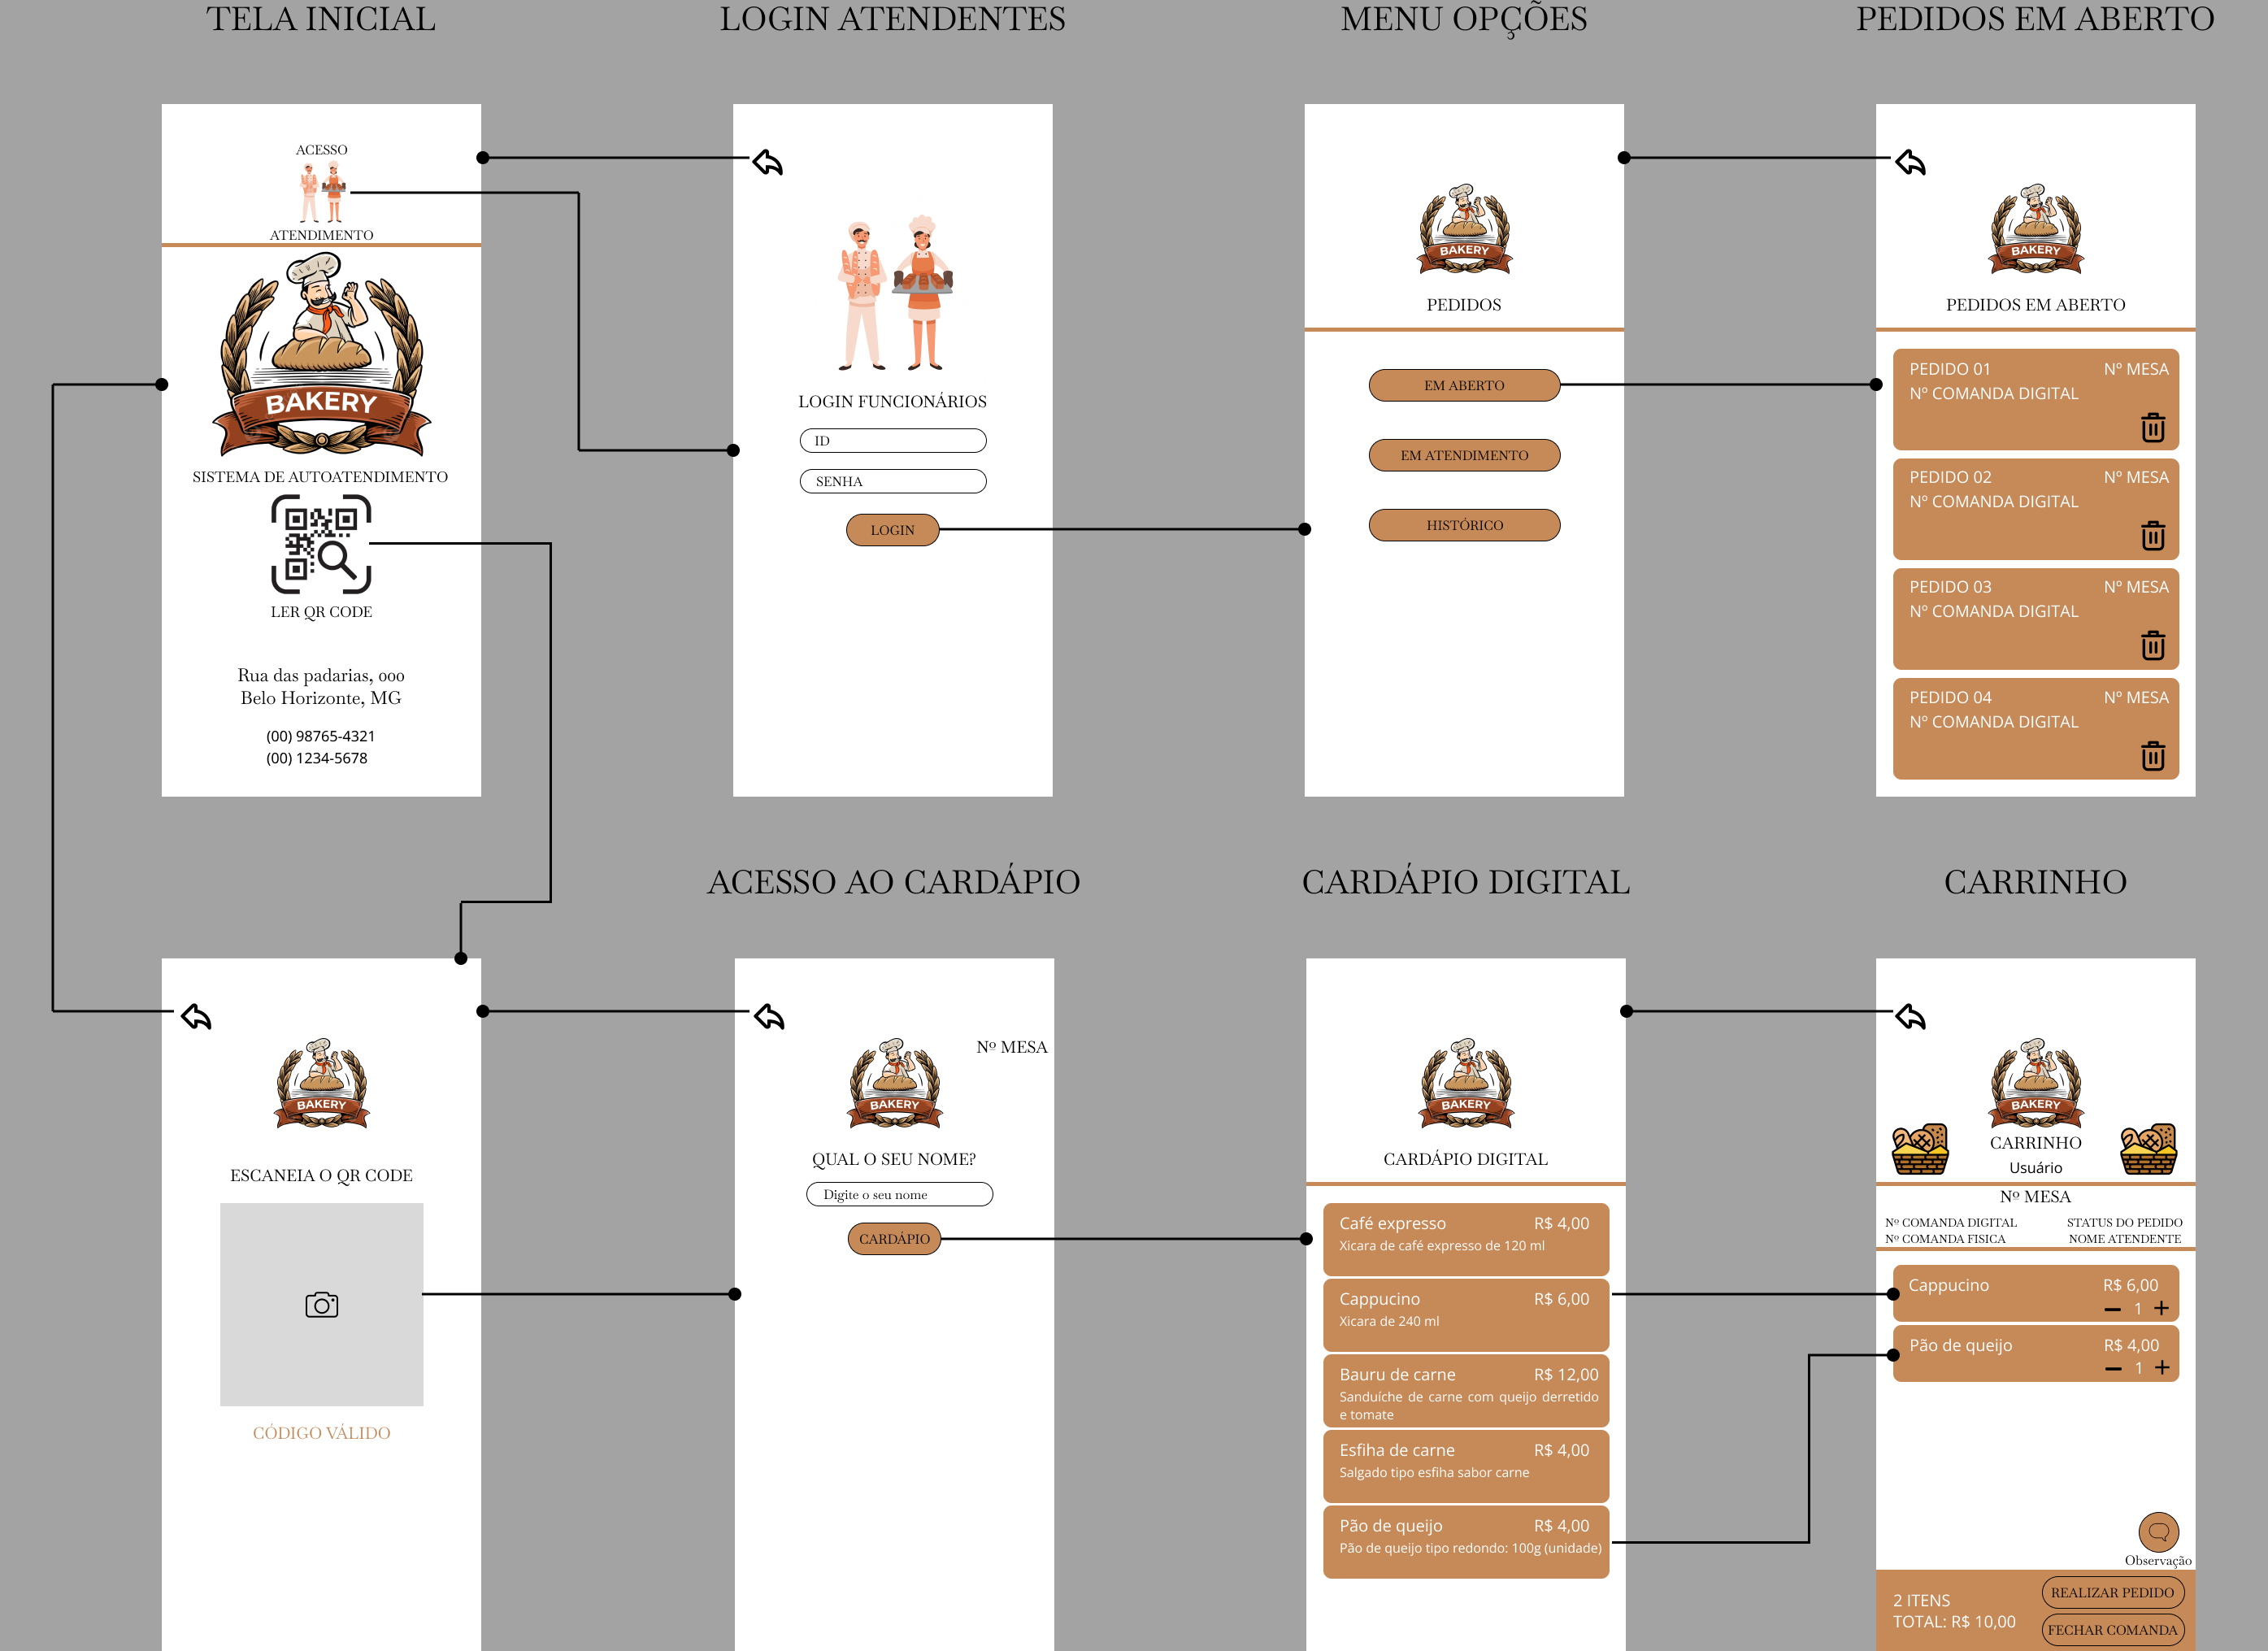 TELA INICIAL
ACESSO
ATENDIMENTO
BAKERY
SISTEMA DE AUTOATENDIMENTO
LER QR CODE
Rua das padarias, 000
Belo Horizonte, MG
(00) 98765-4321
(00) 1234-5678
LOGIN ATENDENTES
LOGIN FUNCIONÁRIOS
ID
SENHA
LOGIN
MENU OPÇÕES
BAKERY
PEDIDOS
EM ABERTO
EM ATENDIMENTO
HISTÓRICO
PEDIDOS EM ABERTO
BAKERY
PEDIDOS EM ABERTO
PEDIDO 01 Nº MESA
Nº COMANDA DIGITAL
PEDIDO 02 Nº MESA
Nº COMANDA DIGITAL
PEDIDO 03 Nº MESA
Nº COMANDA DIGITAL
PEDIDO 04 Nº MESA
Nº COMANDA DIGITAL
BAKERY
ESCANEIA O QR CODE
CÓDIGO VÁLIDO
ACESSO AO CARDÁPIO
Nº MESA
BAKERY
QUAL O SEU NOME?
Digite o seu nome
CARDÁPIO
CARDÁPIO DIGITAL
BAKERY
CARDÁPIO DIGITAL
Café expresso R$ 4,00
Xicara de café expresso de 120 ml
Cappucino R$ 6,00
Xicara de 240 ml
Bauru de carne R$ 12,00
Sanduíche de carne com queijo derretido
e tomate
Esfiha de carne R$ 4,00
Salgado tipo esfiha sabor carne
Pão de queijo R$ 4,00
Pão de queijo tipo redondo: 100g (unidade)
CARRINHO
BAKERY
CARRINHO
Usuário
Nº MESA
Nº COMANDA DIGITAL STATUS DO PEDIDO
Nº COMANDA FISICA NOME ATENDENTE
Cappucino R$ 6,00
1
Pão de queijo R$ 4,00
1
Observação
2 ITENS
TOTAL: R$ 10,00
REALIZAR PEDIDO
FECHAR COMANDA